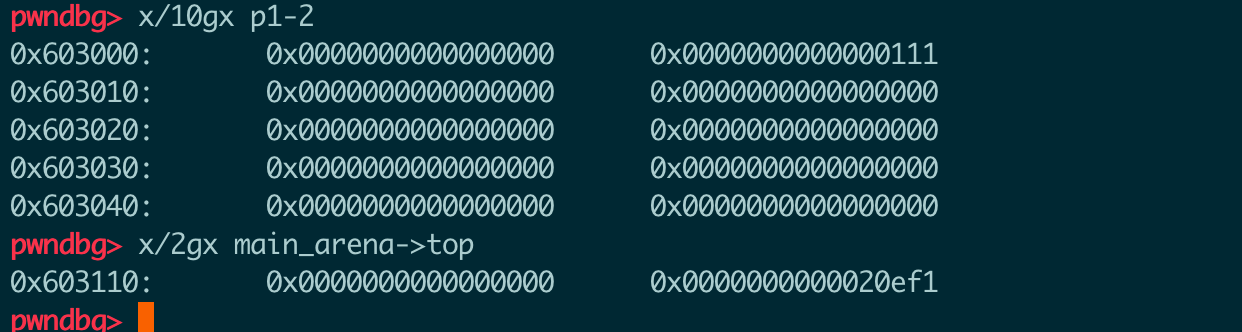 pwndbg> x/10gx p1-2
0x603000: 0x0000000000000000 0x0000000000000111
0x603010: 0x0000000000000000 0x0000000000000000
0x603020: 0x0000000000000000 0x0000000000000000
0x603030: 0x0000000000000000 0x0000000000000000
0x603040: 0x0000000000000000 0x0000000000000000
pwndbg> x/2gx main_arena->top
0x603110: 0x0000000000000000 0x0000000000020ef1
pwndbg>